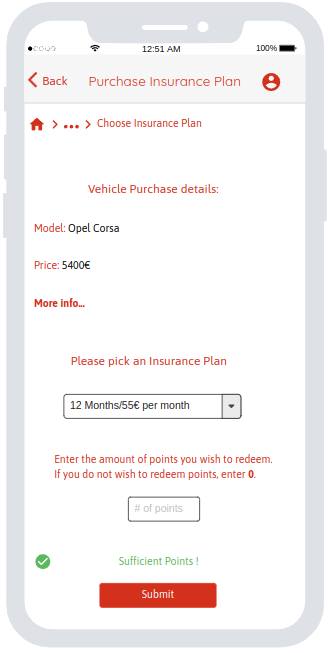 12:51 AM
100%
Back
Purchase Insurance Plan
Choose Insurance Plan
Vehicle Purchase details:
Model: Opel Corsa
Price: 5400€
More info...
Please pick an Insurance Plan
12 Months/55€ per month
Enter the amount of points you wish to redeem.
If you do not wish to redeem points, enter 0.
# of points
Sufficient Points !
Submit